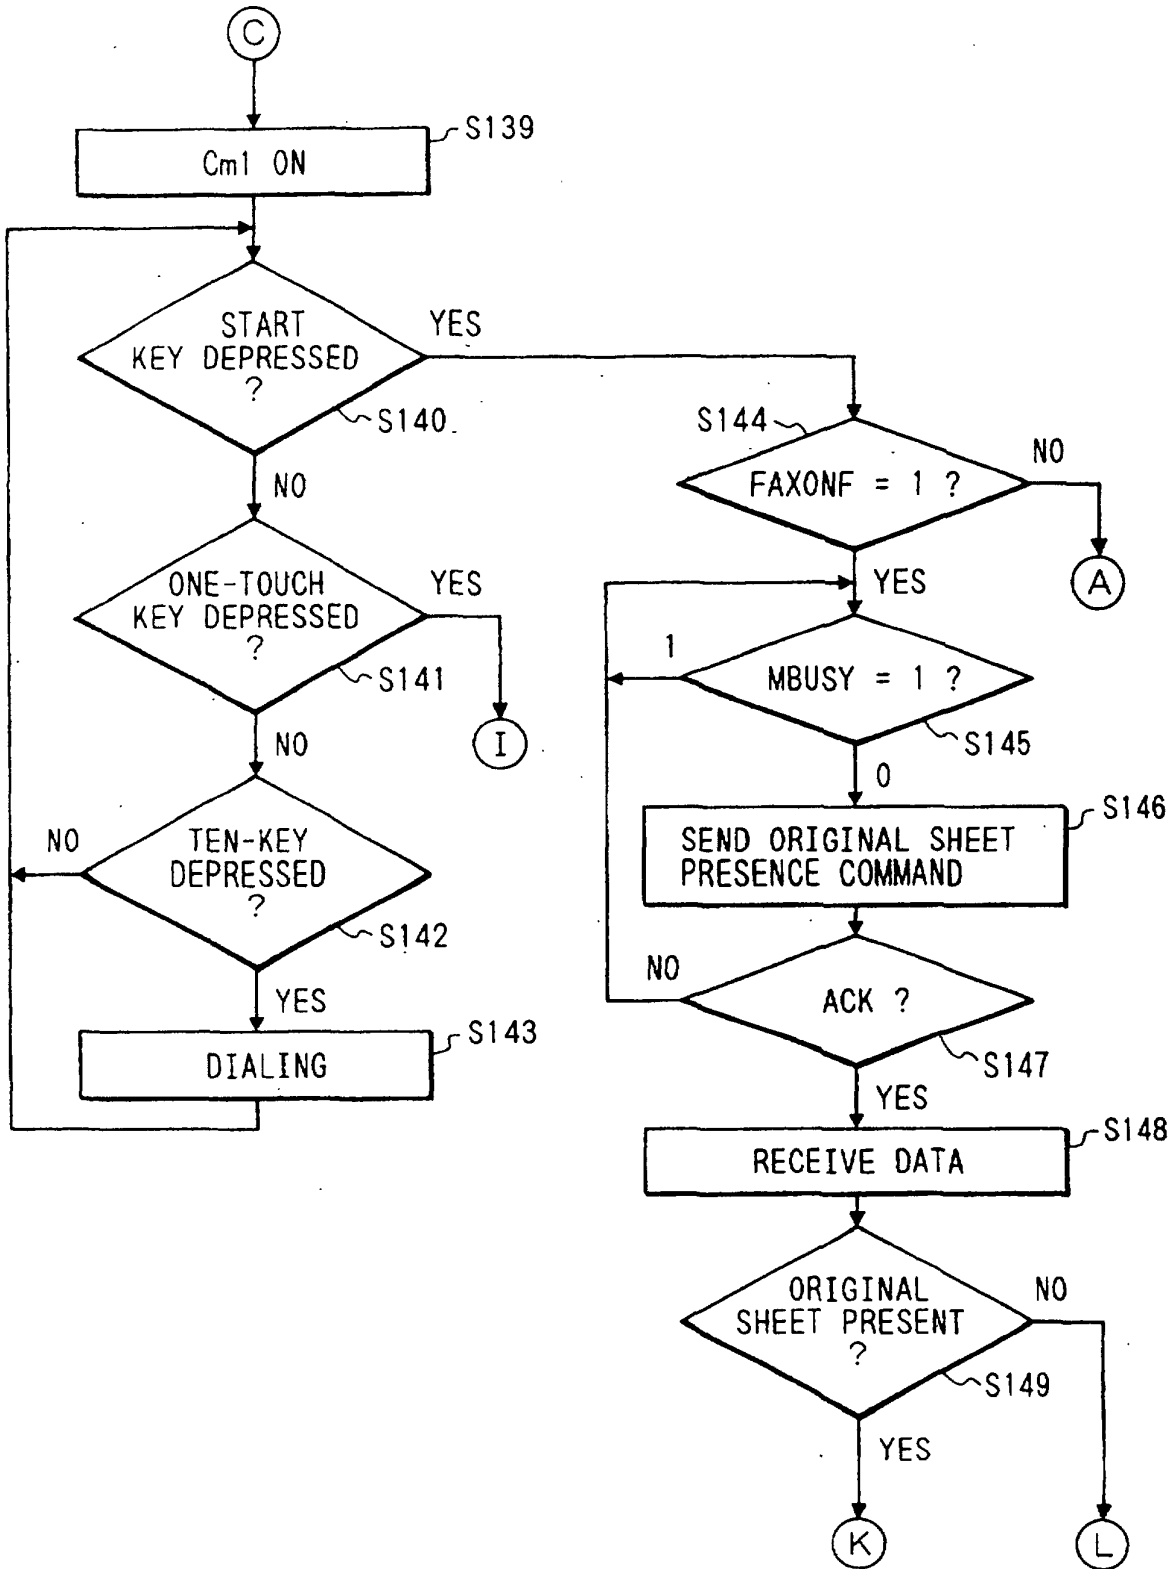 C
S139
Cm1 ON
START
KEY DEPRESSED
?
YES
S140
NO
ONE-TOUCH
KEY DEPRESSED
?
YES
S141
I
NO
TEN-KEY
DEPRESSED
?
NO
S142
YES
S143
DIALING
S144
FAXONF = 1 ?
NO
A
YES
MBUSY = 1 ?
1
S145
0
S146
SEND ORIGINAL SHEET
PRESENCE COMMAND
ACK ?
NO
S147
YES
S148
RECEIVE DATA
ORIGINAL
SHEET PRESENT
?
NO
S149
YES
K
L